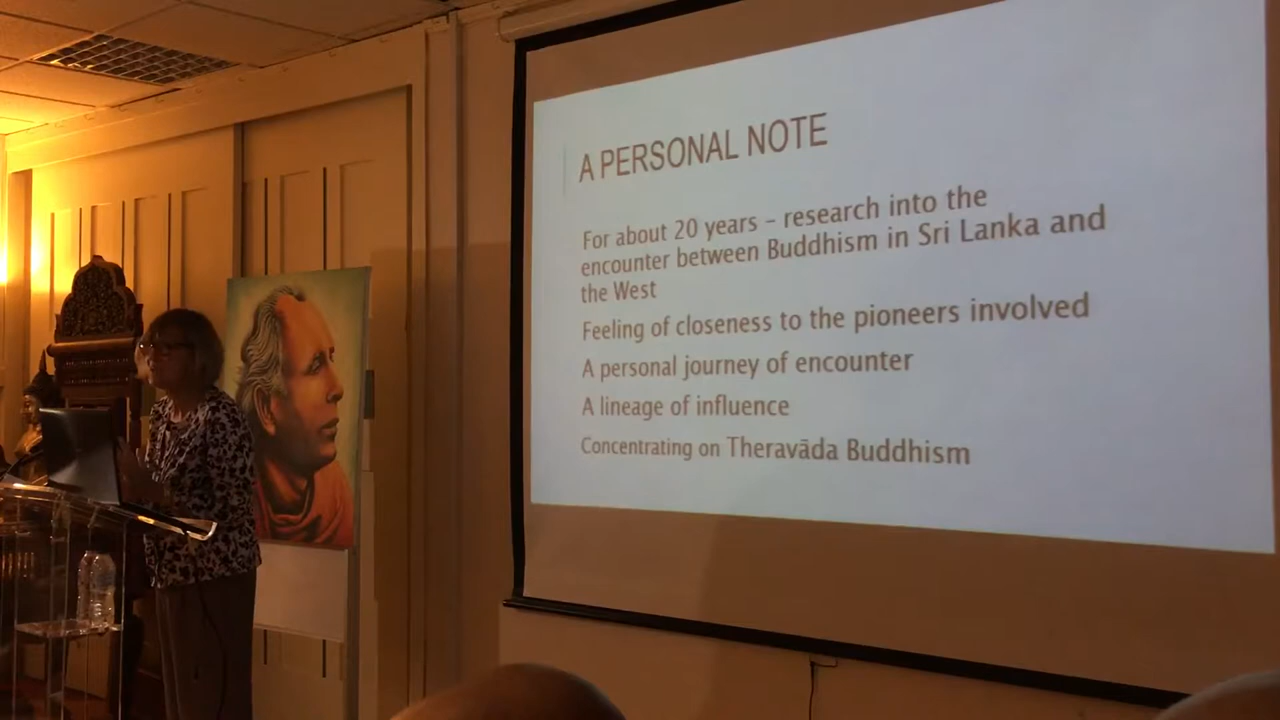 A PERSONAL NOTE
For about 20 years – research into the
encounter between Buddhism in Sri Lanka and
the West
Feeling of closeness to the pioneers involved
A personal journey of encounter
A lineage of influence
Concentrating on Theravāda Buddhism